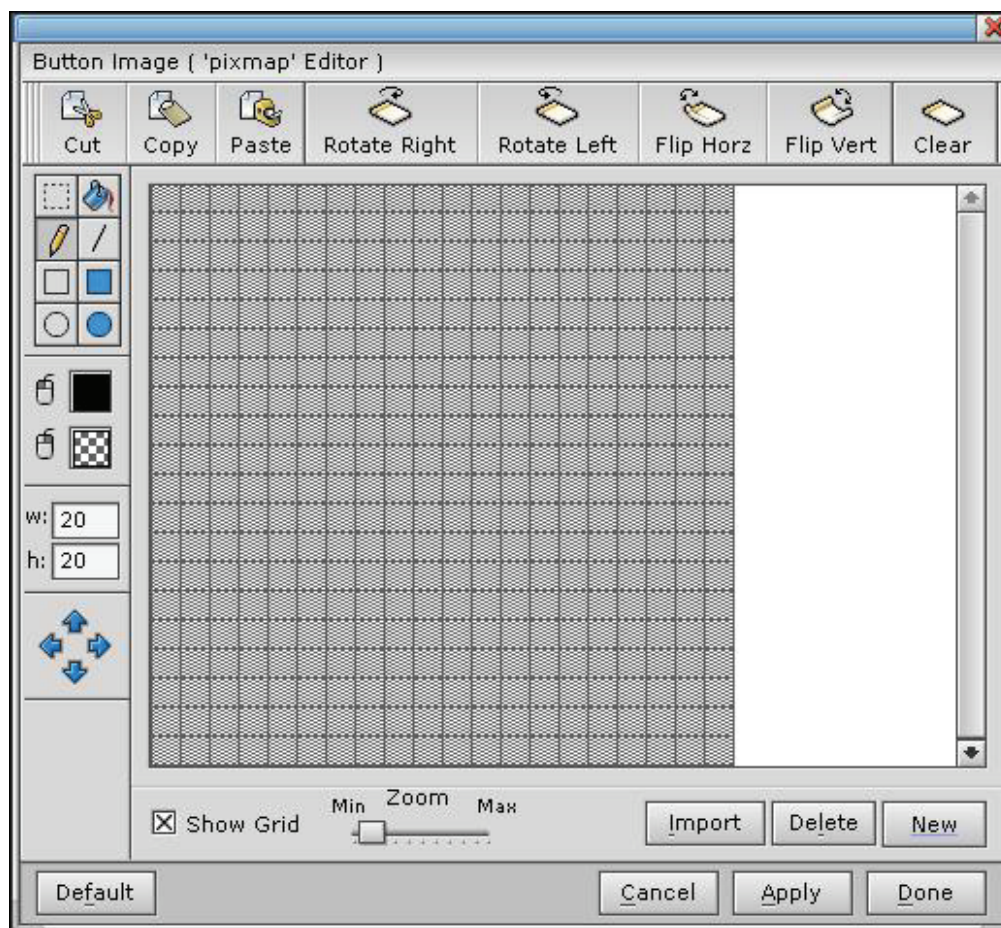 Button Image ( 'pixmap' Editor )
Cut Copy Paste Rotate Right Rotate Left Flip Horz Flip Vert Clear
w: 20
h: 20
Show Grid Min Zoom Max Import Delete New
Default Cancel Apply Done